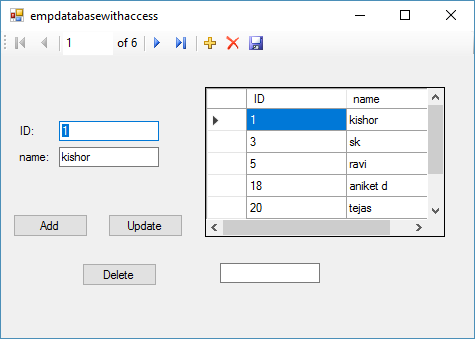 empdatabasewithaccess
1 of 6
ID name
ID: 1
1 kishor
name: kishor
3 sk
5 ravi
18 aniket d
20 tejas
Add Update
Delete